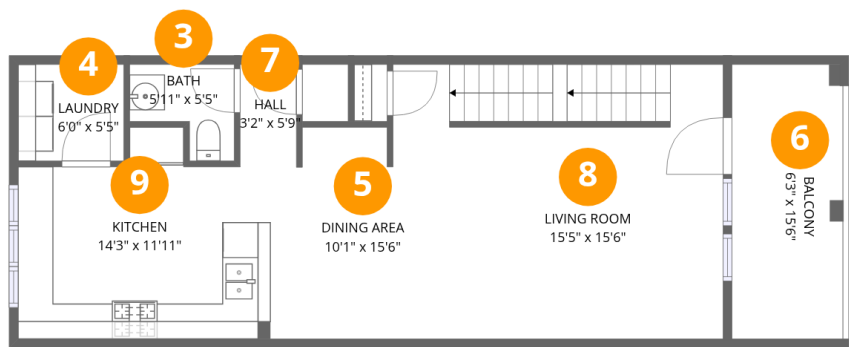 3
BATH
5'11" x 5'5"
4
LAUNDRY
6'0" x 5'5"
7
HALL
3'2" x 5'9"
9
KITCHEN
14'3" x 11'11"
5
DINING AREA
10'1" x 15'6"
8
LIVING ROOM
15'5" x 15'6"
6
BALCONY
6'3" x 15'6"